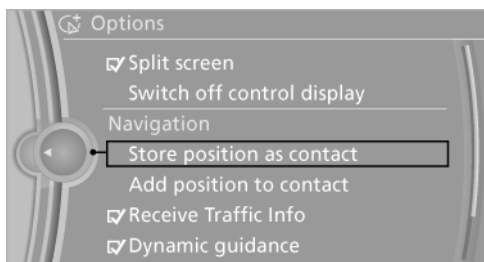 Options
Split screen
Switch off control display
Navigation
Store position as contact
Add position to contact
Receive Traffic Info
Dynamic guidance